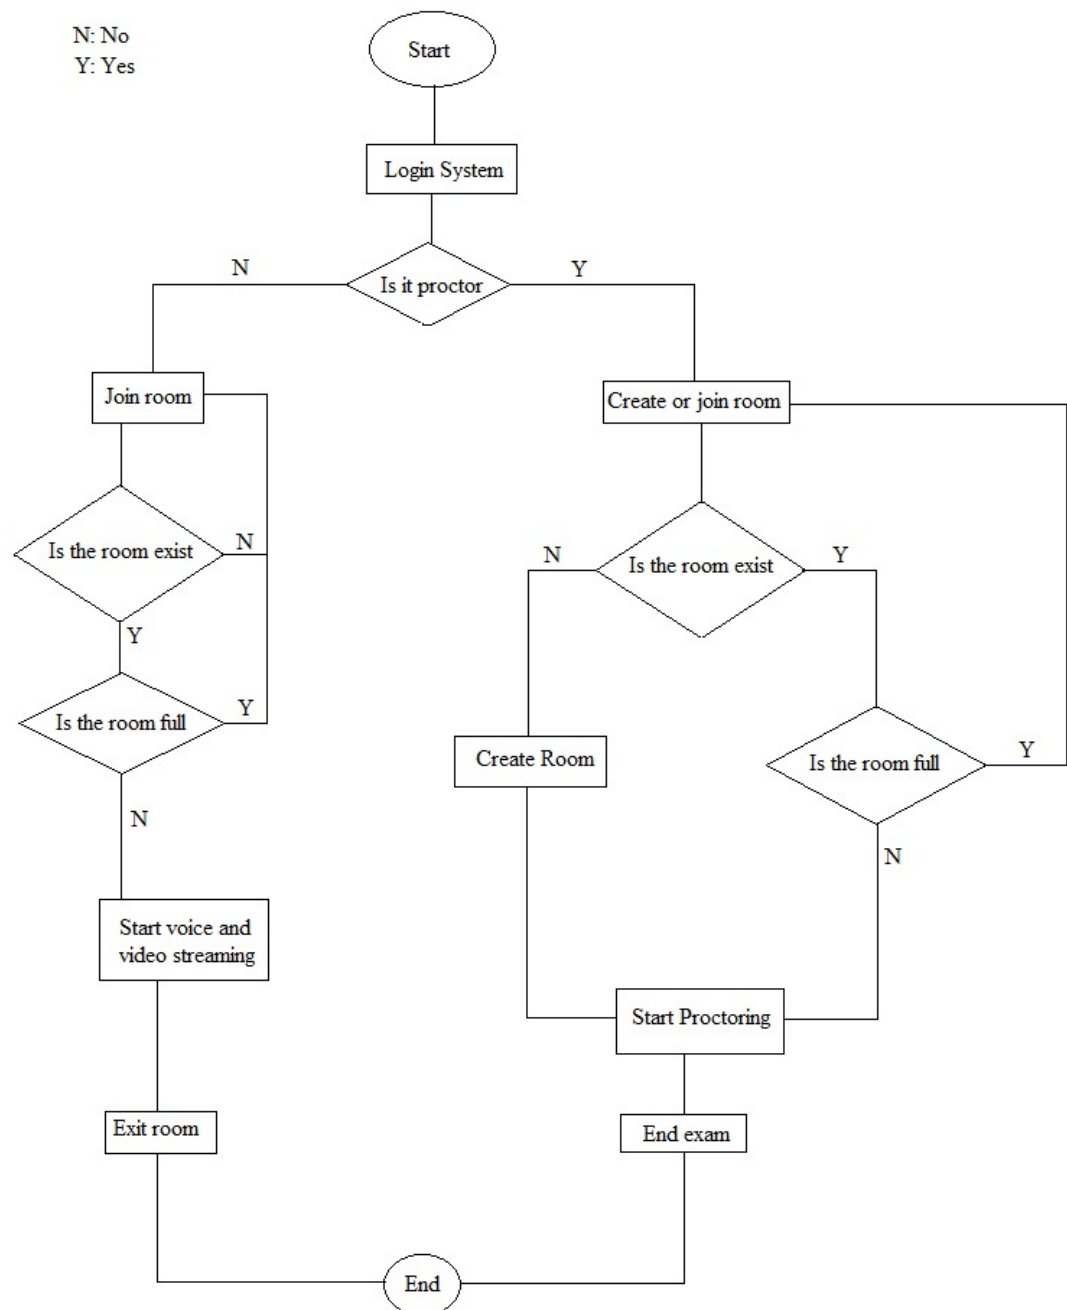 N: No
Y: Yes
Start
Login System
N
Is it proctor
Y
Join room
Create or join room
Is the room exist
N
N
Is the room exist
Y
Y
Is the room full
Y
Create Room
Is the room full
Y
N
N
Start voice and
video streaming
Start Proctoring
Exit room
End exam
End